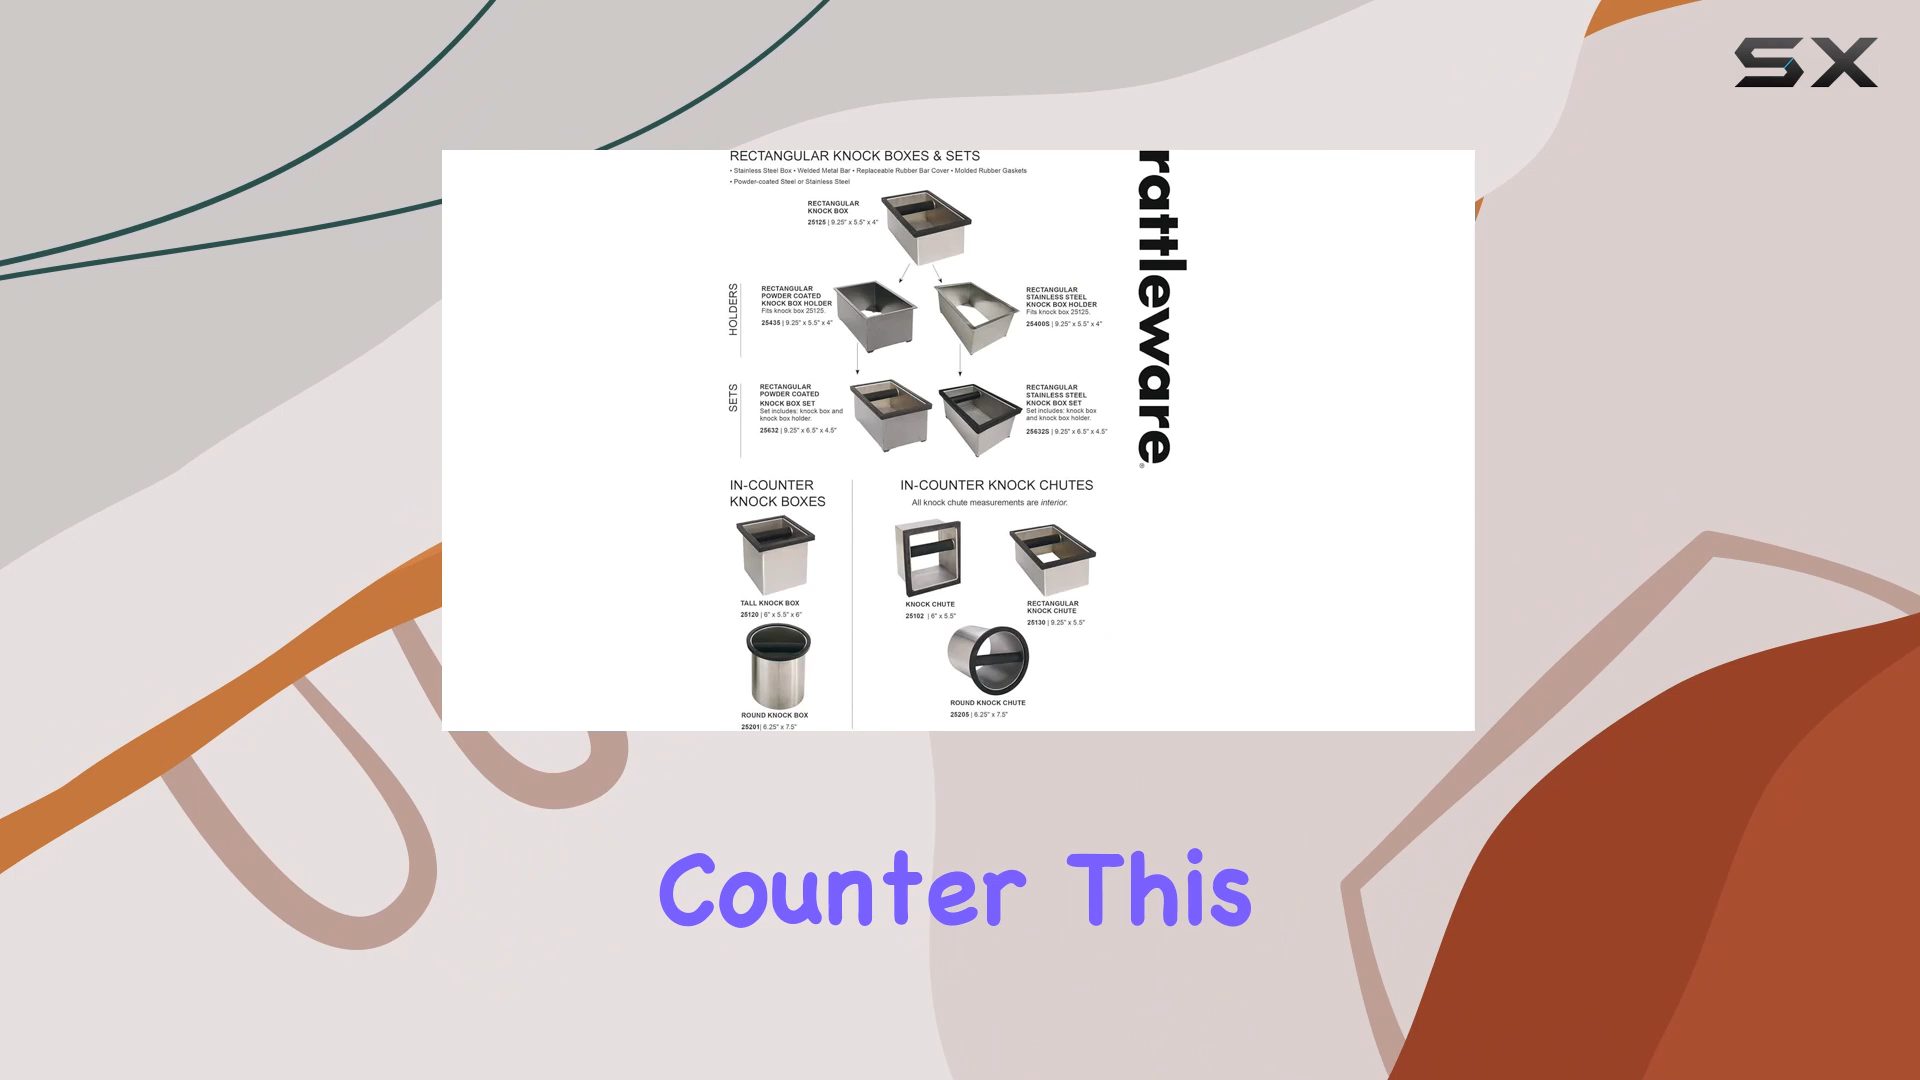 SX
RECTANGULAR KNOCK BOXES & SETS
• Stainless Steel Box • Welded Metal Bar • Replaceable Rubber Bar Cover • Molded Rubber Gaskets
• Powder-coated Steel or Stainless Steel
rattleware®
RECTANGULAR
KNOCK BOX
25125 | 9.25" x 5.5" x 4"
HOLDERS
RECTANGULAR
POWDER COATED
KNOCK BOX HOLDER
Fits knock box 25125.
25435 | 9.25" x 5.5" x 4"
RECTANGULAR
STAINLESS STEEL
KNOCK BOX HOLDER
Fits knock box 25125.
25400S | 9.25" x 5.5" x 4"
SETS
RECTANGULAR
POWDER COATED
KNOCK BOX SET
Set includes: knock box and
knock box holder.
25632 | 9.25" x 6.5" x 4.5"
RECTANGULAR
STAINLESS STEEL
KNOCK BOX SET
Set includes: knock box
and knock box holder.
25632S | 9.25" x 6.5" x 4.5"
IN-COUNTER
KNOCK BOXES
TALL KNOCK BOX
25120 | 6" x 5.5" x 6"
ROUND KNOCK BOX
25201| 6.25" x 7.5"
IN-COUNTER KNOCK CHUTES
All knock chute measurements are interior.
KNOCK CHUTE
25102 | 6" x 5.5"
RECTANGULAR
KNOCK CHUTE
25130 | 9.25" x 5.5"
ROUND KNOCK CHUTE
25205 | 6.25" x 7.5"
Counter This